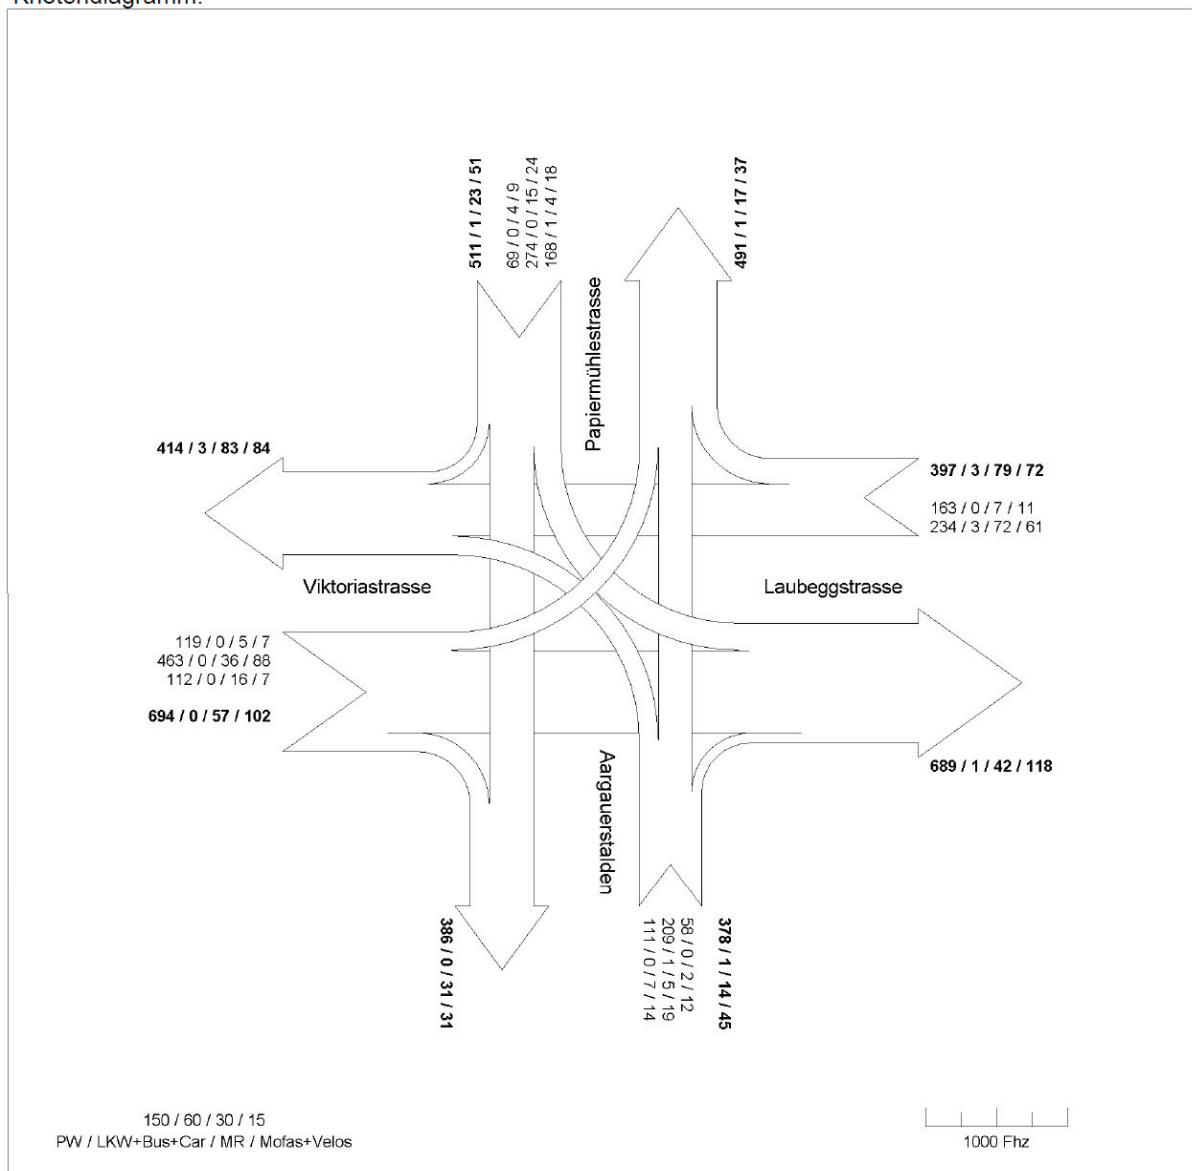 Knotendiagramm:
511 / 1 / 23 / 51
69 / 0 / 4 / 9
274 / 0 / 15 / 24
168 / 1 / 4 / 18
Papiermühlestrasse
491 / 1 / 17 / 37
414 / 3 / 83 / 84
397 / 3 / 79 / 72
163 / 0 / 7 / 11
234 / 3 / 72 / 61
Viktoriastrasse
Laubeggstrasse
119 / 0 / 5 / 7
463 / 0 / 36 / 88
112 / 0 / 16 / 7
694 / 0 / 57 / 102
689 / 1 / 42 / 118
Aargauerstalden
386 / 0 / 31 / 31
378 / 1 / 14 / 45
58 / 0 / 2 / 12
209 / 1 / 5 / 19
111 / 0 / 7 / 14
150 / 60 / 30 / 15
PW / LKW+Bus+Car / MR / Mofas+Velos
1000 Fhz